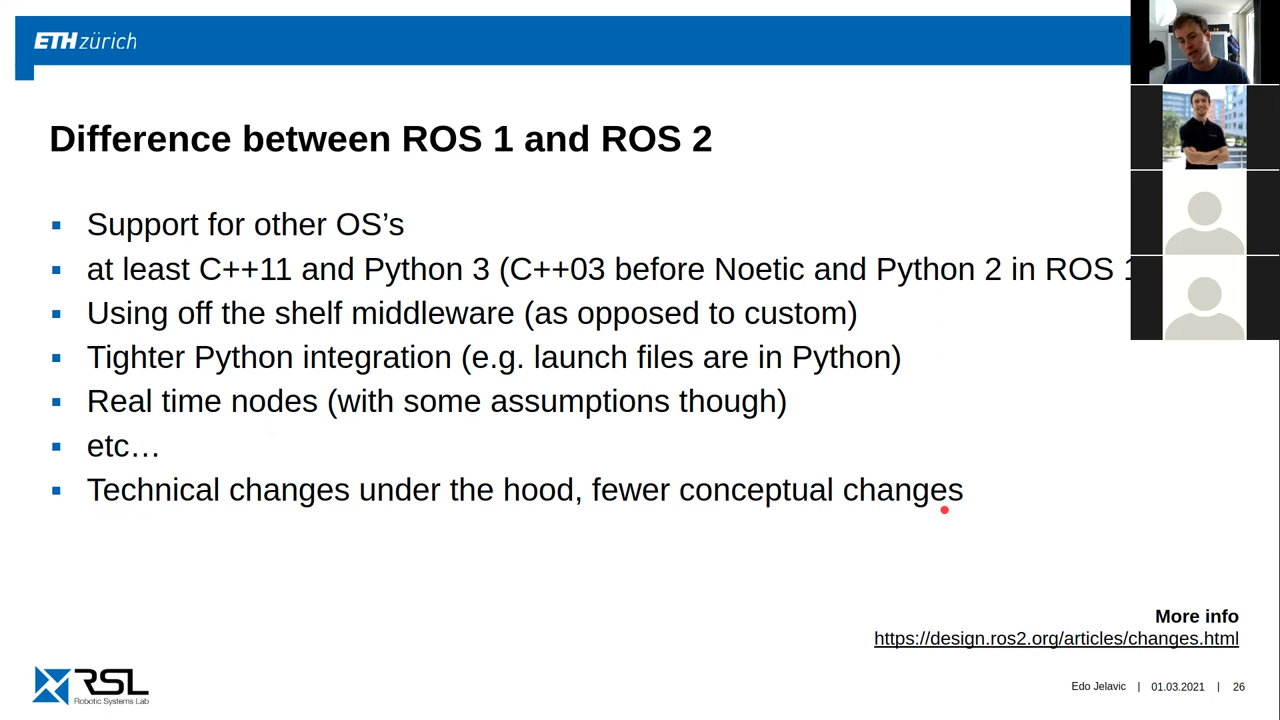 ETH zürich
Difference between ROS 1 and ROS 2
Support for other OS’s
at least C++11 and Python 3 (C++03 before Noetic and Python 2 in ROS 1
Using off the shelf middleware (as opposed to custom)
Tighter Python integration (e.g. launch files are in Python)
Real time nodes (with some assumptions though)
etc…
Technical changes under the hood, fewer conceptual changes
More info
https://design.ros2.org/articles/changes.html
RSL
Robotic Systems Lab
Edo Jelavic | 01.03.2021 | 26